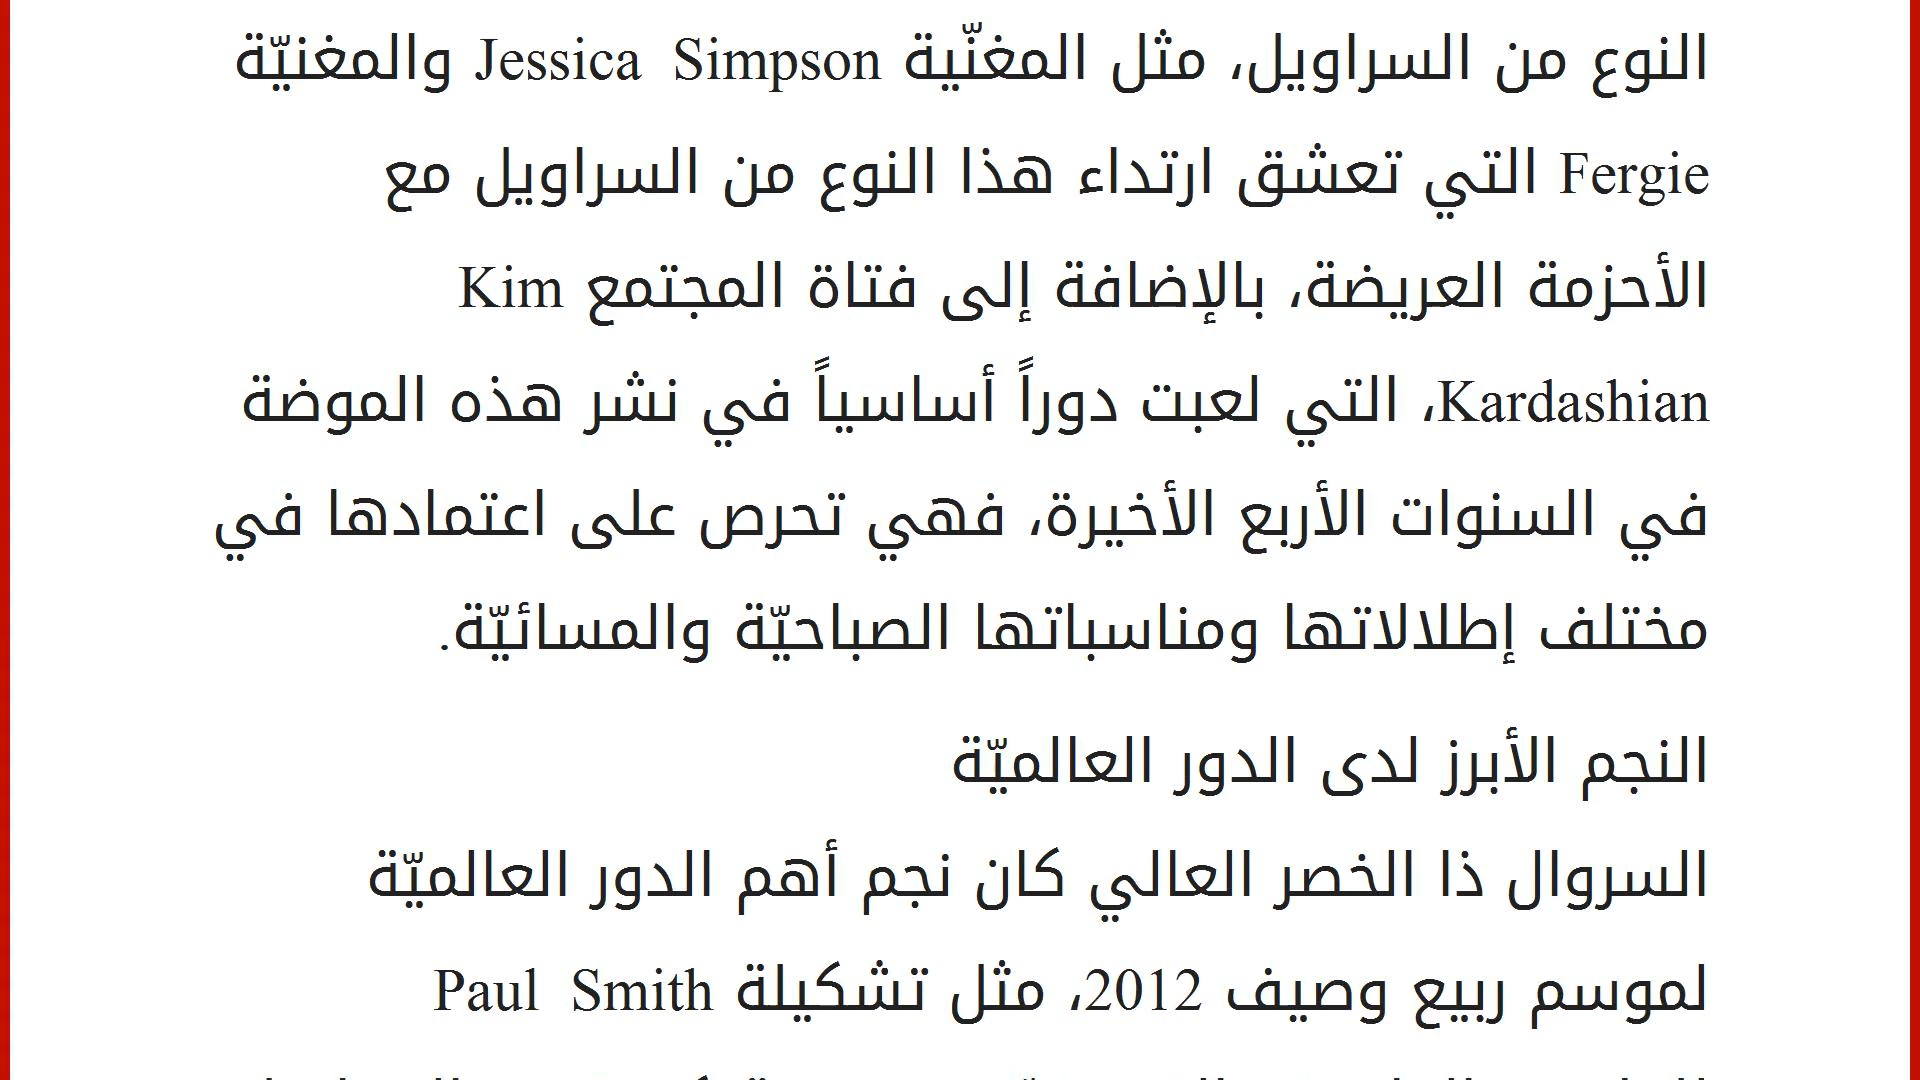 النوع من السراويل، مثل المغنّية Jessica Simpson والمغنيّة
Fergie التي تعشق ارتداء هذا النوع من السراويل مع
الأحزمة العريضة، بالإضافة إلى فتاة المجتمع Kim
Kardashian، التي لعبت دوراً أساسياً في نشر هذه الموضة
في السنوات الأربع الأخيرة، فهي تحرص على اعتمادها في
مختلف إطلالاتها ومناسباتها الصباحيّة والمسائيّة.
النجم الأبرز لدى الدور العالميّة
السروال ذا الخصر العالي كان نجم أهم الدور العالميّة
لموسم ربيع وصيف 2012، مثل تشكيلة Paul Smith